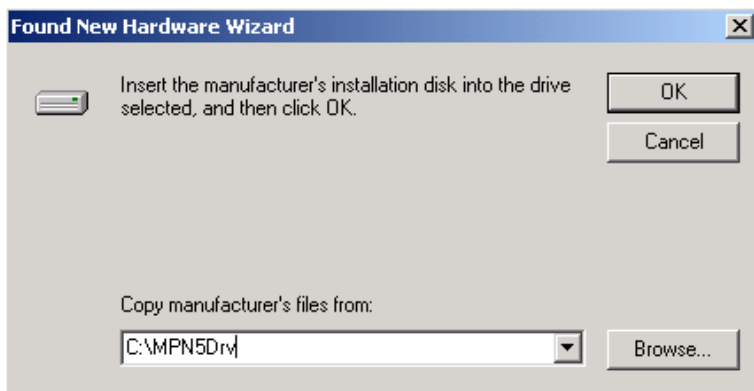 Found New Hardware Wizard
Insert the manufacturer's installation disk into the drive
selected, and then click OK.
OK
Cancel
Copy manufacturer's files from:
C:\MPN5Drv
Browse...